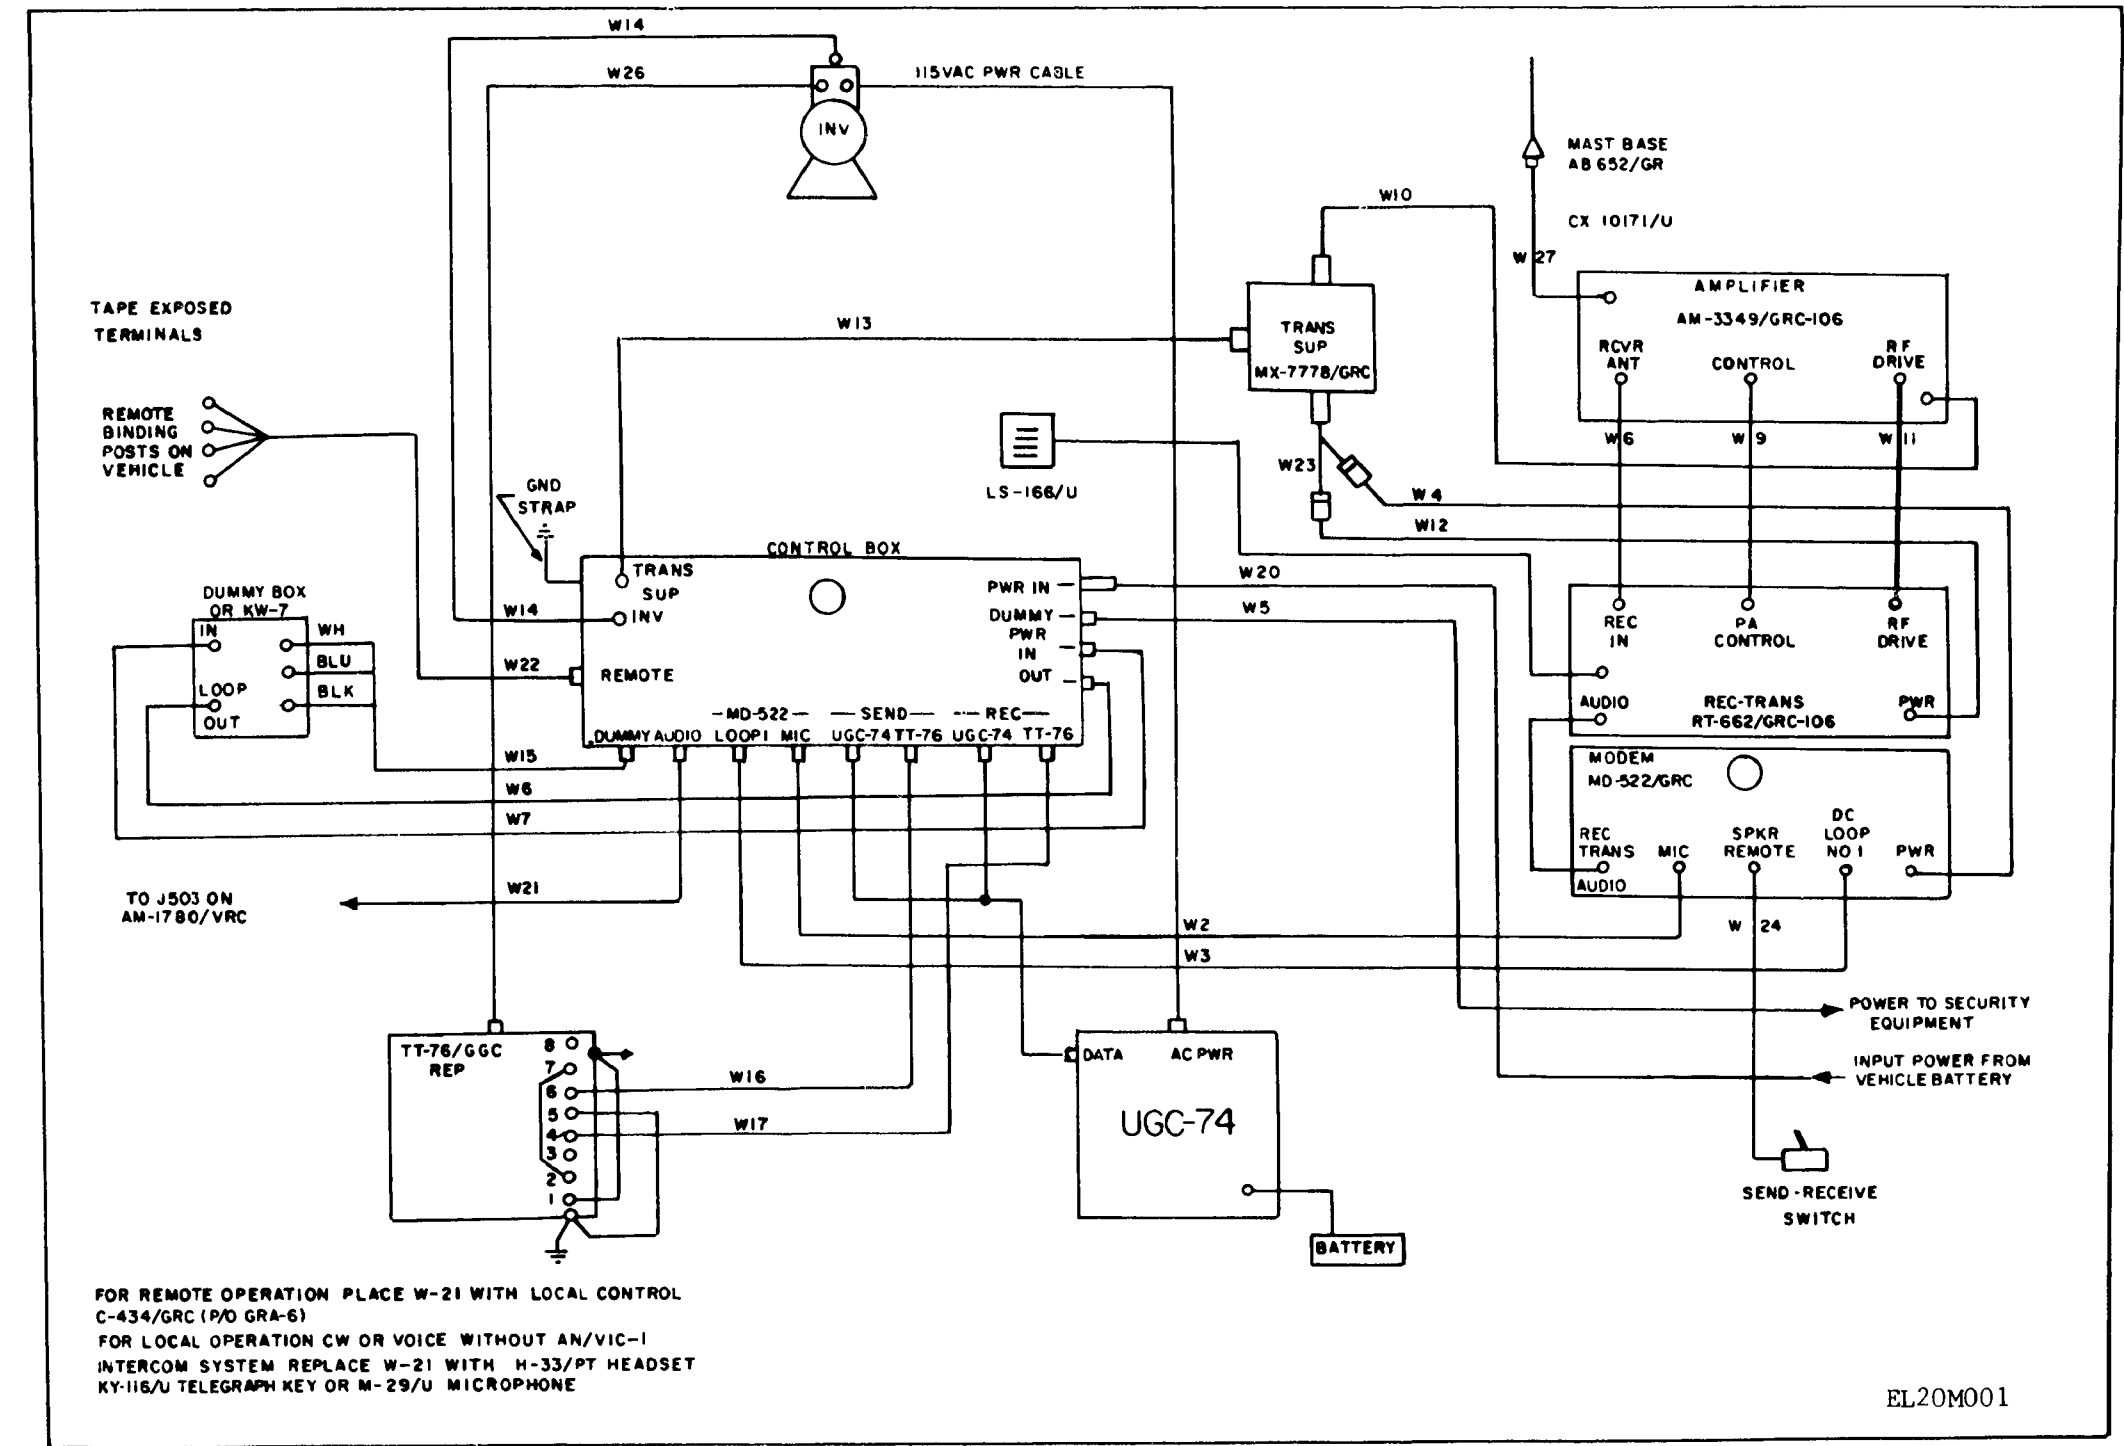 W14
W26
115VAC PWR CABLE
INV
MAST BASE
AB 652/GR
W10
CX 10171/U
W 27
AMPLIFIER
AM-3349/GRC-106
RCVR
ANT
CONTROL
RF
DRIVE
TAPE EXPOSED
TERMINALS
W13
TRANS
SUP
MX-7778/GRC
REMOTE
BINDING
POSTS ON
VEHICLE
W 6
W 9
W 11
W23
LS-166/U
W 4
W12
GND
STRAP
CONTROL BOX
TRANS
SUP
INV
W14
PWR IN
DUMMY
PWR
IN
OUT
W20
W5
DUMMY BOX
OR KW-7
IN
WH
BLU
LOOP
BLK
OUT
W22
REMOTE
REC
IN
PA
CONTROL
RF
DRIVE
AUDIO
REC-TRANS
RT-662/GRC-106
PWR
-MD-522-
-SEND-
-REC-
DUMMY AUDIO LOOP1 MIC UGC-74 TT-76 UGC-74 TT-76
W15
W6
W7
MODEM
MD-522/GRC
REC
TRANS
AUDIO
MIC
SPKR
REMOTE
DC
LOOP
NO 1
PWR
TO J503 ON
AM-1780/VRC
W21
W2
W 24
W3
POWER TO SECURITY
EQUIPMENT
INPUT POWER FROM
VEHICLE BATTERY
TT-76/GGC
REP
8
7
6
5
4
3
2
1
W16
W17
DATA
AC PWR
UGC-74
BATTERY
SEND-RECEIVE
SWITCH
FOR REMOTE OPERATION PLACE W-21 WITH LOCAL CONTROL
C-434/GRC (P/O GRA-6)
FOR LOCAL OPERATION CW OR VOICE WITHOUT AN/VIC-1
INTERCOM SYSTEM REPLACE W-21 WITH H-33/PT HEADSET
KY-116/U TELEGRAPH KEY OR M-29/U MICROPHONE
EL20M001